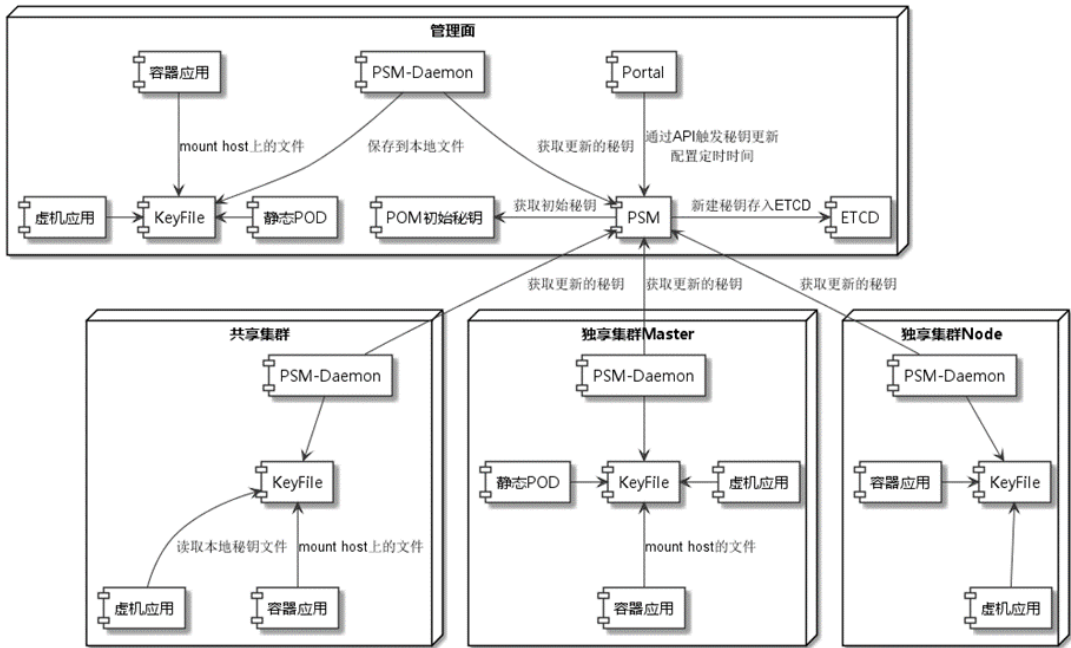 管理面
容器应用
PSM-Daemon
Portal
mount host上的文件
保存到本地文件
获取更新的秘钥
通过API触发秘钥更新
配置定时时间
虚机应用
KeyFile
静态POD
POM初始秘钥
获取初始秘钥
PSM
新建秘钥存入ETCD
ETCD
获取更新的秘钥
获取更新的秘钥
获取更新的秘钥
共享集群
PSM-Daemon
KeyFile
读取本地秘钥文件
mount host上的文件
虚机应用
容器应用
独享集群Master
PSM-Daemon
静态POD
KeyFile
虚机应用
mount host的文件
容器应用
独享集群Node
PSM-Daemon
容器应用
KeyFile
虚机应用